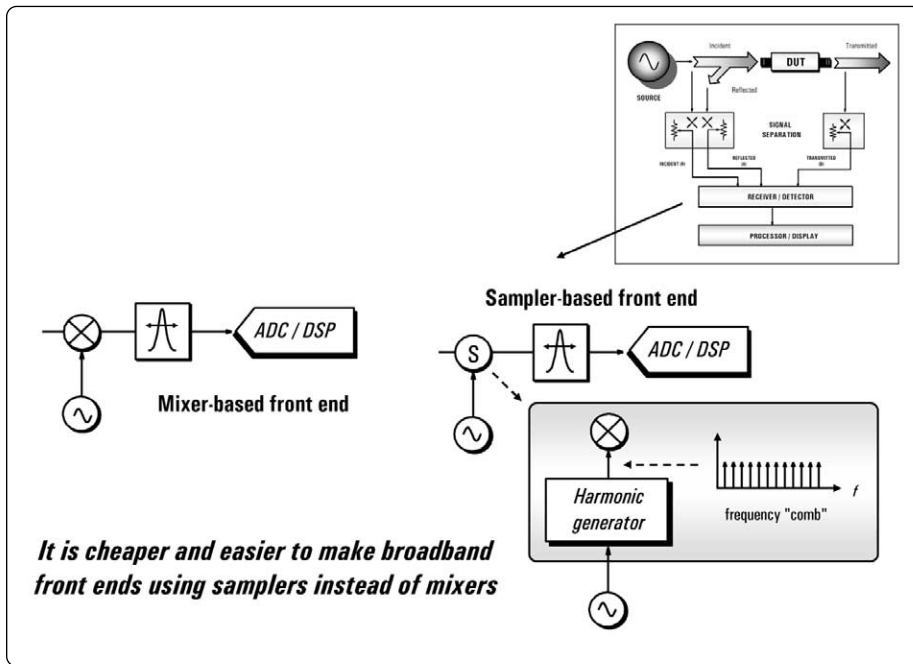 Incident
Transmitted
DUT
SOURCE
Reflected
SIGNAL
SEPARATION
INCIDENT (R)
REFLECTED
(A)
TRANSMITTED
(B)
RECEIVER / DETECTOR
PROCESSOR / DISPLAY
Sampler-based front end
ADC / DSP
Mixer-based front end
S
ADC / DSP
Harmonic
generator
f
frequency "comb"
It is cheaper and easier to make broadband
front ends using samplers instead of mixers